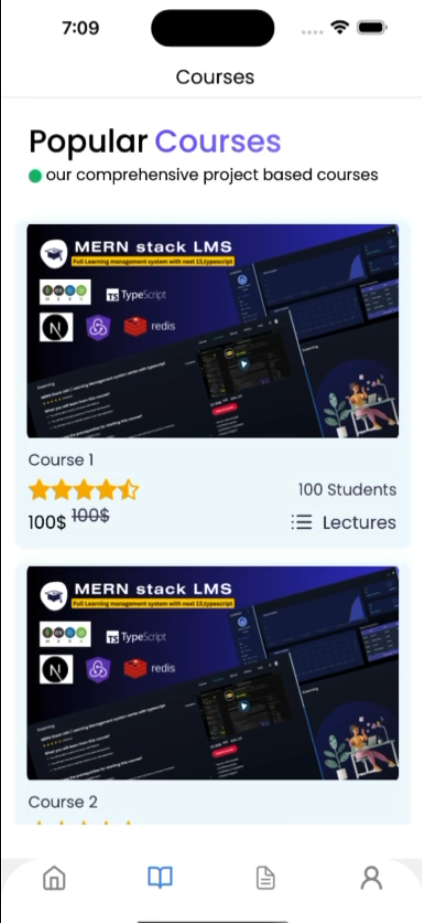 7:09
Courses
Popular Courses
our comprehensive project based courses
MERN stack LMS
Full Learning management system with next 13,typescript
TS TypeScript
N redis
Course 1
100 Students
100$ 100$ Lectures
MERN stack LMS
Full Learning management system with next 13,typescript
TS TypeScript
N redis
Course 2